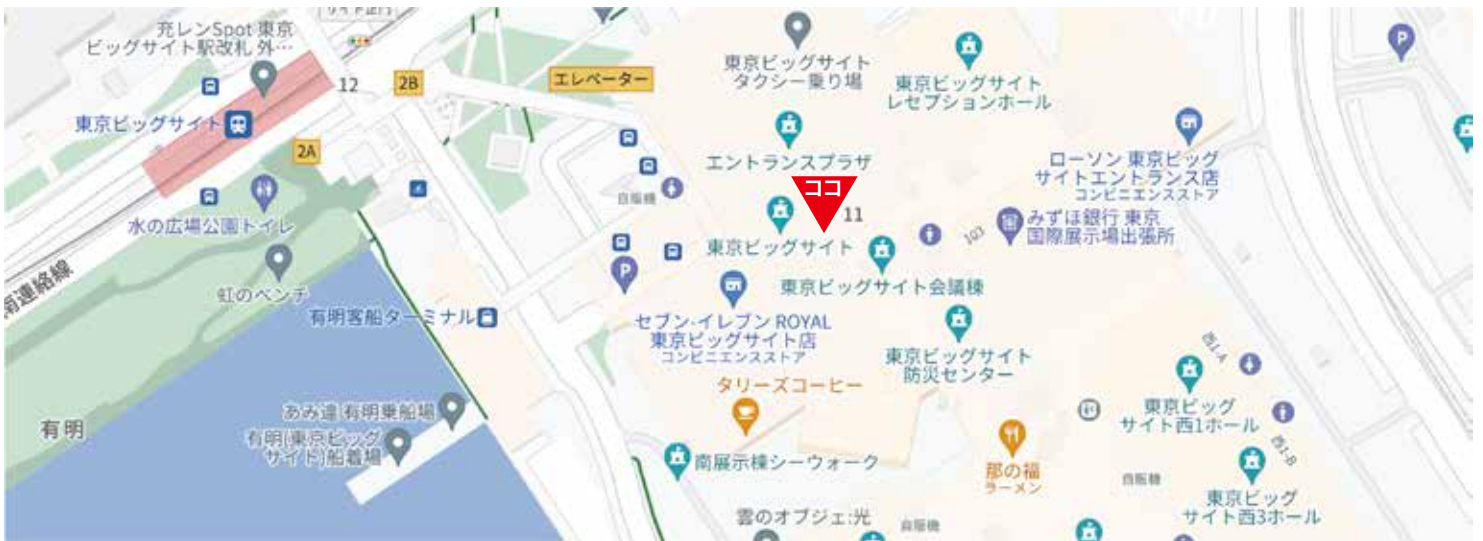 充レンSpot 東京
ビッグサイト駅改札 外…
東京ビッグサイト
12
2B
2A
エレベーター
東京ビッグサイト
タクシー乗り場
東京ビッグサイト
レセプションホール
エントランスプラザ
ココ
11
東京ビッグサイト
自販機
ローソン 東京ビッグ
サイトエントランス店
コンビニエンスストア
103
みずほ銀行 東京
国際展示場出張所
P
P
水の広場公園トイレ
虹のベンチ
南連絡線
有明客船ターミナル
東京ビッグサイト会議棟
セブン-イレブン ROYAL
東京ビッグサイト店
コンビニエンスストア
東京ビッグサイト
防災センター
タリーズコーヒー
有明
あみ達 有明乗船場
有明(東京ビッグ
サイト)船着場
南展示棟シーウォーク
那の福
ラーメン
西1-A
東京ビッグ
サイト西1ホール
西1-B
自販機
東京ビッグ
サイト西3ホール
雲のオブジェ:光
自販機